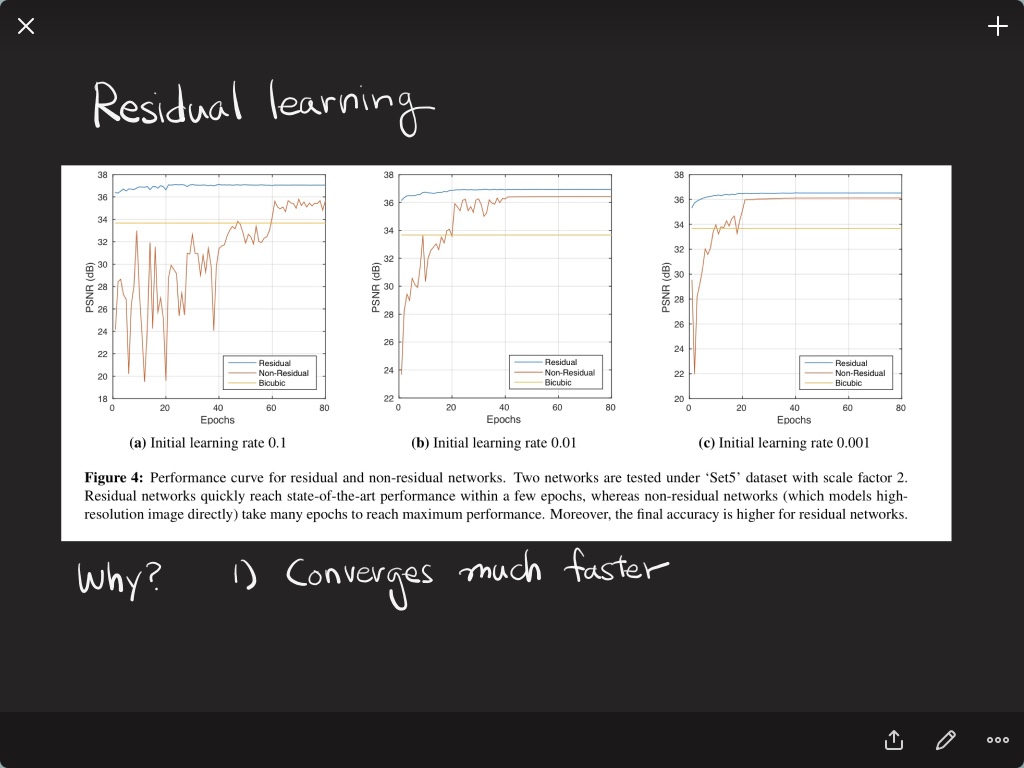 Residual learning
38
36
34
32
30
28
26
24
22
20
18
PSNR (dB)
0 20 40 60 80
Epochs
Residual
Non-Residual
Bicubic
(a) Initial learning rate 0.1
38
36
34
32
30
28
26
24
22
PSNR (dB)
0 20 40 60 80
Epochs
Residual
Non-Residual
Bicubic
(b) Initial learning rate 0.01
38
36
34
32
30
28
26
24
22
20
PSNR (dB)
0 20 40 60 80
Epochs
Residual
Non-Residual
Bicubic
(c) Initial learning rate 0.001
Figure 4: Performance curve for residual and non-residual networks. Two networks are tested under ‘Set5’ dataset with scale factor 2.
Residual networks quickly reach state-of-the-art performance within a few epochs, whereas non-residual networks (which models high-
resolution image directly) take many epochs to reach maximum performance. Moreover, the final accuracy is higher for residual networks.
Why? 1) Converges much faster